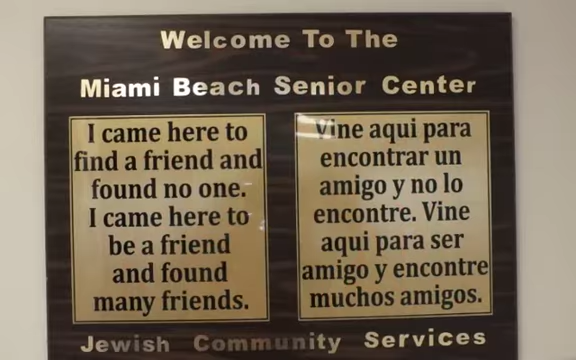 Welcome To The
Miami Beach Senior Center
I came here to
find a friend and
found no one.
I came here to
be a friend
and found
many friends.
Vine aqui para
encontrar un
amigo y no lo
encontre. Vine
aqui para ser
amigo y encontre
muchos amigos.
Jewish Community Services